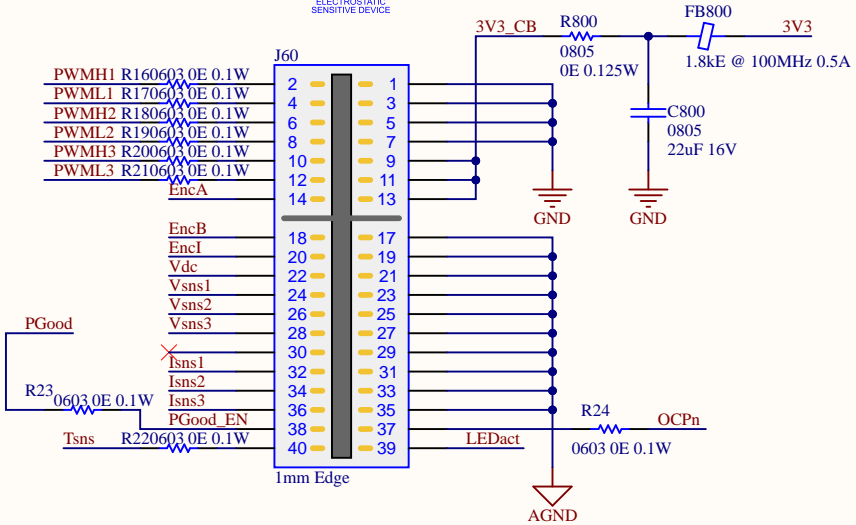 ELECTROSTATIC
SENSITIVE DEVICE
3V3_CB
R800
0805
0E 0.125W
FB800
3V3
1.8kE @ 100MHz 0.5A
C800
0805
22uF 16V
GND
GND
J60
PWMH1 R16 0603 0E 0.1W 2 1
PWML1 R17 0603 0E 0.1W 4 3
PWMH2 R18 0603 0E 0.1W 6 5
PWML2 R19 0603 0E 0.1W 8 7
PWMH3 R20 0603 0E 0.1W 10 9
PWML3 R21 0603 0E 0.1W 12 11
EncA 14 13
EncB 18 17
EncI 20 19
Vdc 22 21
Vsns1 24 23
Vsns2 26 25
Vsns3 28 27
PGood
30 29
Isns1 32 31
Isns2 34 33
Isns3 36 35
R23 0603 0E 0.1W
PGood_EN 38 37
R24
0603 0E 0.1W
OCPn
Tsns R22 0603 0E 0.1W 40 39 LEDact
1mm Edge
AGND